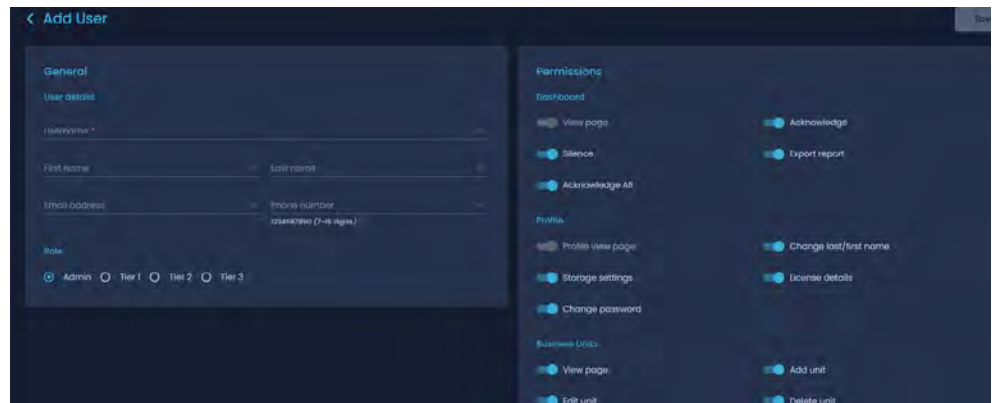 Add User
Save
General
User details
Username *
First name
Last name
Email address
Phone number
1234567890 (7-15 digits)
Role
Admin
Tier 1
Tier 2
Tier 3
Permissions
Dashboard
View page
Acknowledge
Silence
Export report
Acknowledge All
Profile
Profile view page
Change last/first name
Storage settings
License details
Change password
Business Units
View page
Add unit
Edit unit
Delete unit